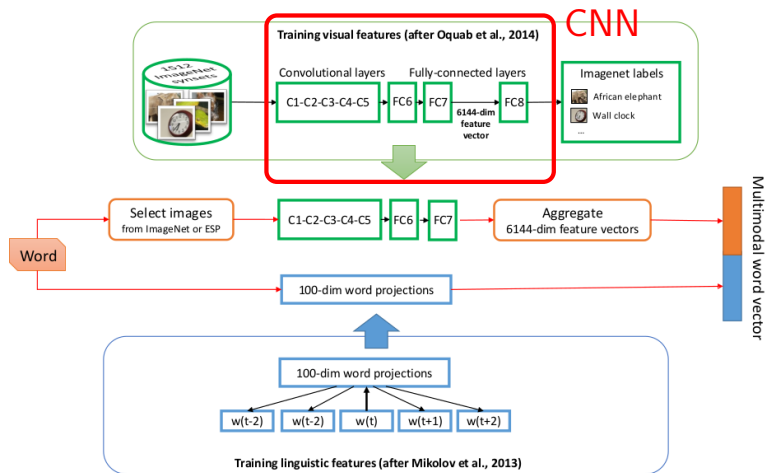 CNN
Training visual features (after Oquab et al., 2014)
1512
ImageNet
synsets
Convolutional layers
Fully-connected layers
C1-C2-C3-C4-C5
FC6
FC7
6144-dim
feature
vector
FC8
Imagenet labels
African elephant
Wall clock
...
Word
Select images
from ImageNet or ESP
C1-C2-C3-C4-C5
FC6
FC7
Aggregate
6144-dim feature vectors
Multimodal word vector
100-dim word projections
100-dim word projections
w(t-2)
w(t-2)
w(t)
w(t+1)
w(t+2)
Training linguistic features (after Mikolov et al., 2013)